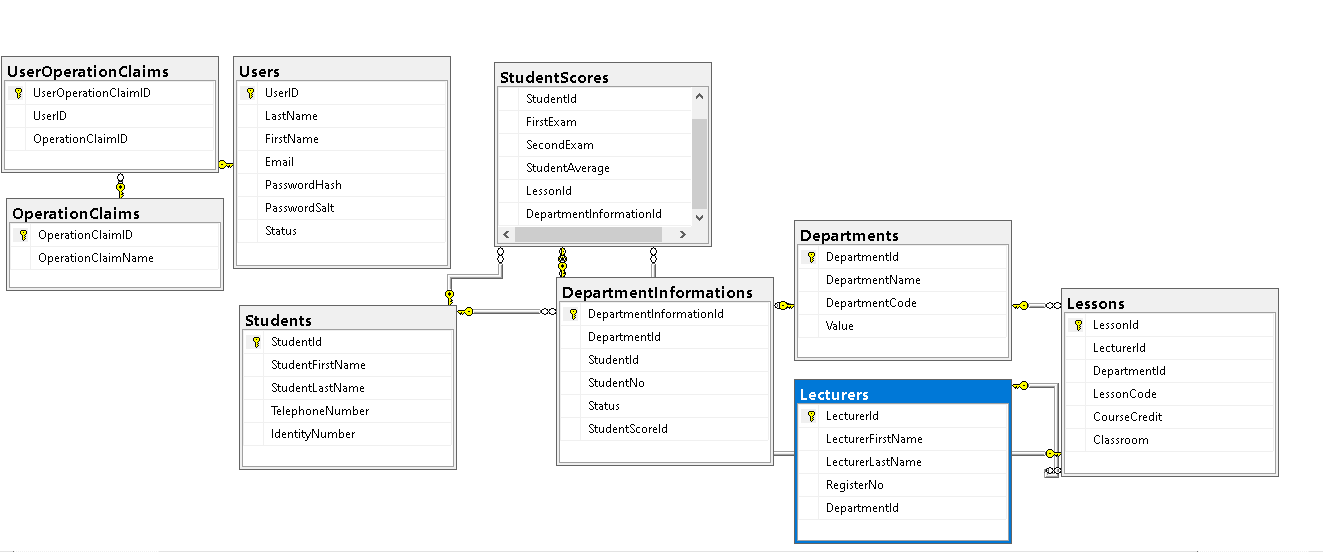 UserOperationClaims
UserOperationClaimID
UserID
OperationClaimID
OperationClaims
OperationClaimID
OperationClaimName
Users
UserID
LastName
FirstName
Email
PasswordHash
PasswordSalt
Status
StudentScores
StudentId
FirstExam
SecondExam
StudentAverage
LessonId
DepartmentInformationId
Students
StudentId
StudentFirstName
StudentLastName
TelephoneNumber
IdentityNumber
DepartmentInformations
DepartmentInformationId
DepartmentId
StudentId
StudentNo
Status
StudentScoreId
Departments
DepartmentId
DepartmentName
DepartmentCode
Value
Lecturers
LecturerId
LecturerFirstName
LecturerLastName
RegisterNo
DepartmentId
Lessons
LessonId
LecturerId
DepartmentId
LessonCode
CourseCredit
Classroom